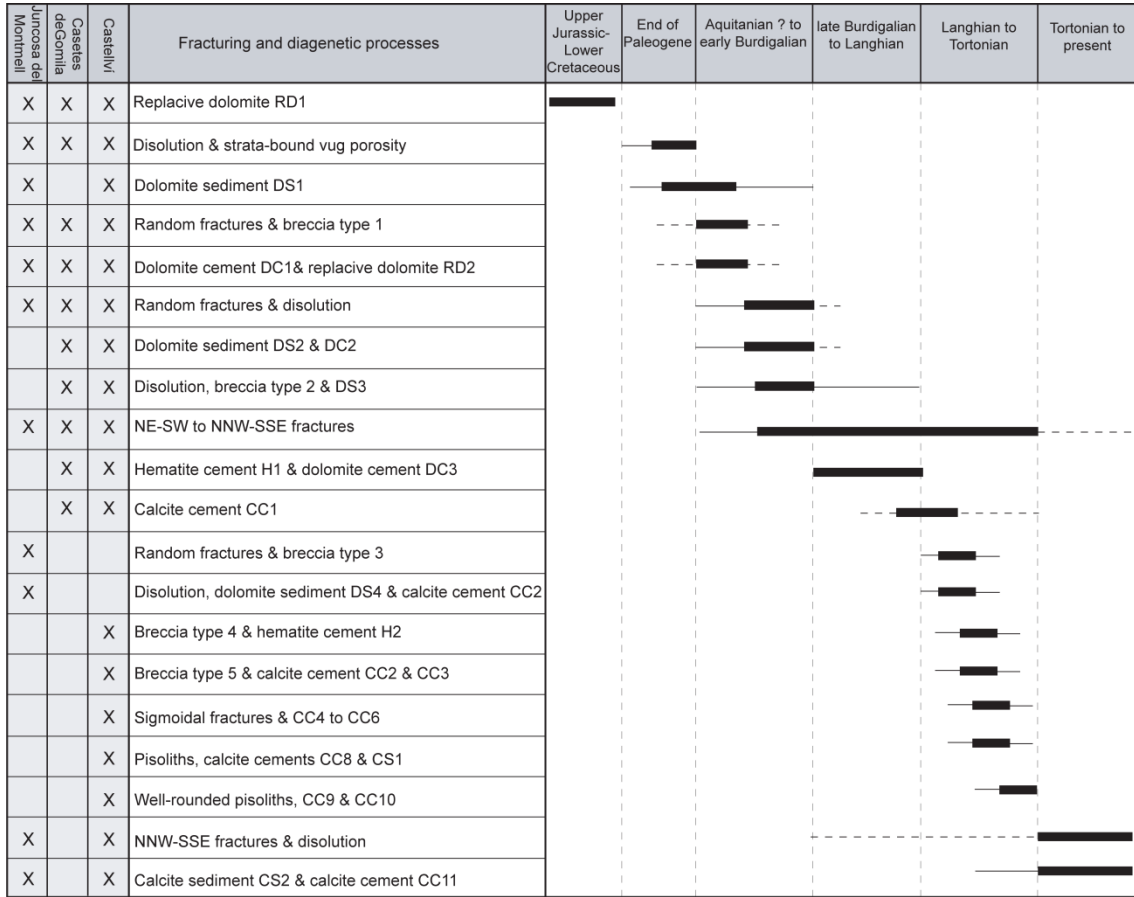 Juncosa del
Montmell
Casetes
deGomila
Castellví
Fracturing and diagenetic processes
Upper
Jurassic-
Lower
Cretaceous
End of
Paleogene
Aquitanian ? to
early Burdigalian
late Burdigalian
to Langhian
Langhian to
Tortonian
Tortonian to
present
X X X Replacive dolomite RD1
X X X Disolution & strata-bound vug porosity
X X Dolomite sediment DS1
X X X Random fractures & breccia type 1
X X X Dolomite cement DC1& replacive dolomite RD2
X X X Random fractures & disolution
X X Dolomite sediment DS2 & DC2
X X Disolution, breccia type 2 & DS3
X X X NE-SW to NNW-SSE fractures
X X Hematite cement H1 & dolomite cement DC3
X X Calcite cement CC1
X Random fractures & breccia type 3
X Disolution, dolomite sediment DS4 & calcite cement CC2
X Breccia type 4 & hematite cement H2
X Breccia type 5 & calcite cement CC2 & CC3
X Sigmoidal fractures & CC4 to CC6
X Pisoliths, calcite cements CC8 & CS1
X Well-rounded pisoliths, CC9 & CC10
X X NNW-SSE fractures & disolution
X X Calcite sediment CS2 & calcite cement CC11